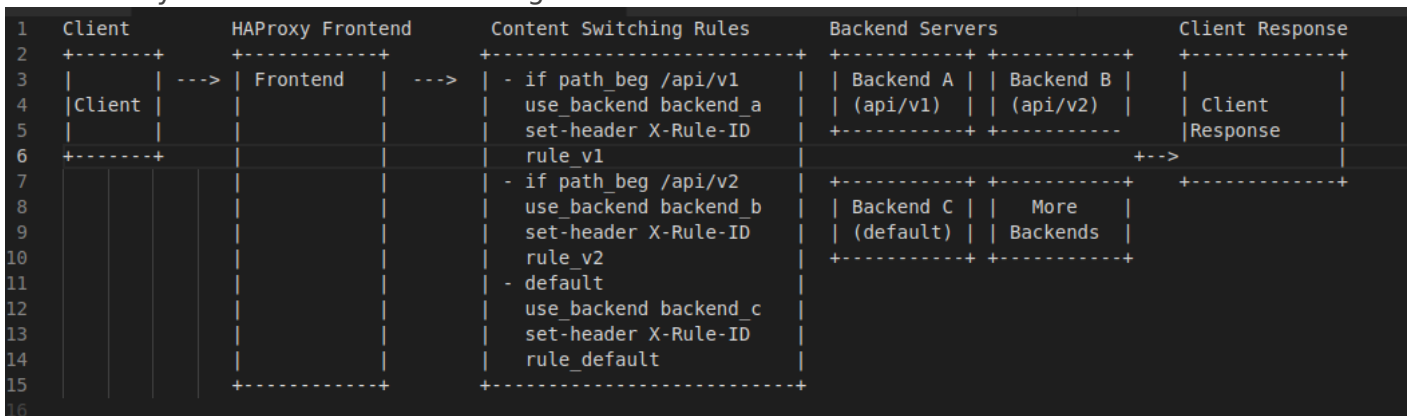 1   Client         HAProxy Frontend       Content Switching Rules       Backend Servers                Client Response
2   +-------+      +------------+        +---------------------------+  +-----------+ +-----------+    +-------------+
3   |       | ---> | Frontend   |  --->  | - if path_beg /api/v1     |  | Backend A | | Backend B |    |             |
4   |Client |      |            |        |   use_backend backend_a   |  | (api/v1)  | | (api/v2)  |    | Client      |
5   |       |      |            |        |   set-header X-Rule-ID    |  +-----------+ +-----------     |Response     |
6   +-------+      |            |        |   rule_v1                 |                             +-->              |
7                  |            |        | - if path_beg /api/v2     |  +-----------+ +-----------+    +-------------+
8                  |            |        |   use_backend backend_b   |  | Backend C | |   More    |
9                  |            |        |   set-header X-Rule-ID    |  | (default) | | Backends  |
10                 |            |        |   rule_v2                 |  +-----------+ +-----------+
11                 |            |        | - default                 |
12                 |            |        |   use_backend backend_c   |
13                 |            |        |   set-header X-Rule-ID    |
14                 |            |        |   rule_default            |
15                 +------------+        +---------------------------+
16